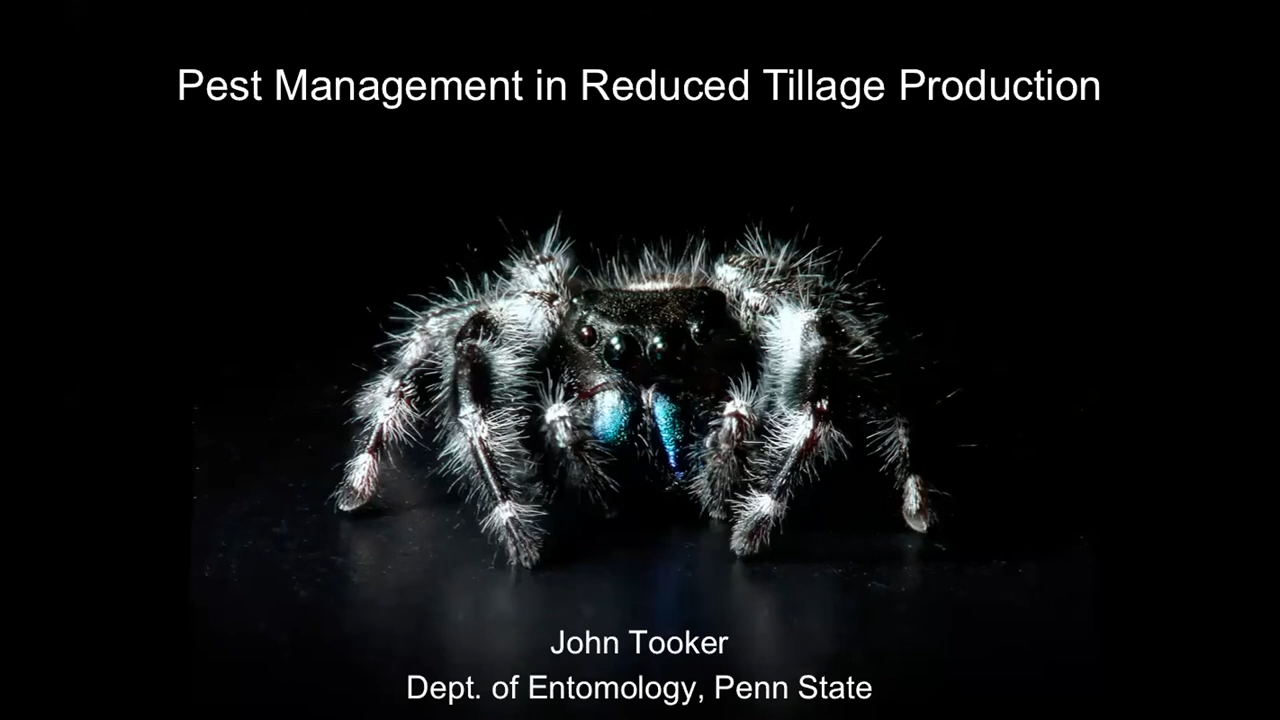 Pest Management in Reduced Tillage Production
John Tooker
Dept. of Entomology, Penn State